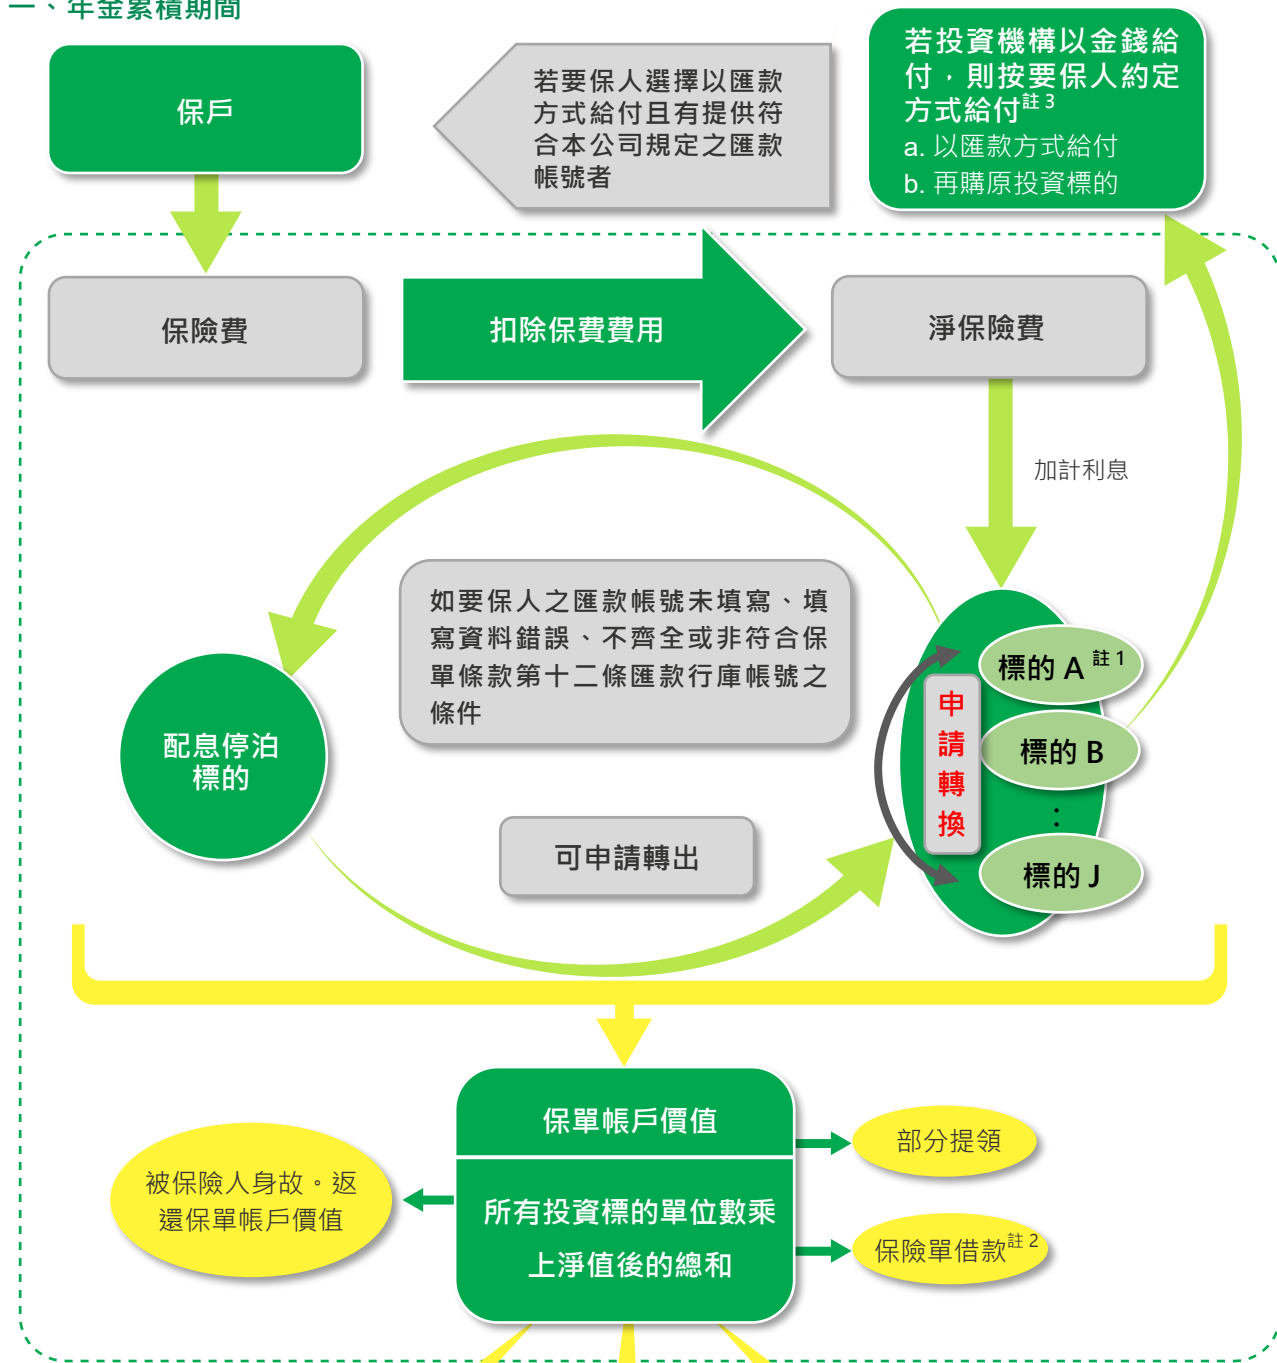 一、年金累積期間
保戶
若要保人選擇以匯款
方式給付且有提供符
合本公司規定之匯款
帳號者
若投資機構以金錢給
付，則按要保人約定
方式給付註 3
a. 以匯款方式給付
b. 再購原投資標的
保險費
扣除保費費用
淨保險費
加計利息
如要保人之匯款帳號未填寫、填
寫資料錯誤、不齊全或非符合保
單條款第十二條匯款行庫帳號之
條件
配息停泊
標的
可申請轉出
申
請
轉
換
標的 A 註 1
標的 B
：
標的 J
保單帳戶價值
所有投資標的單位數乘
上淨值後的總和
被保險人身故。返
還保單帳戶價值
部分提領
保險單借款註 2